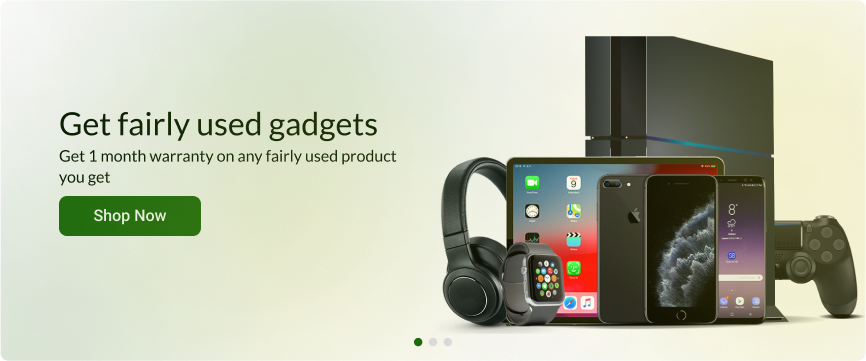 Get fairly used gadgets
Get 1 month warranty on any fairly used product
you get
Shop Now